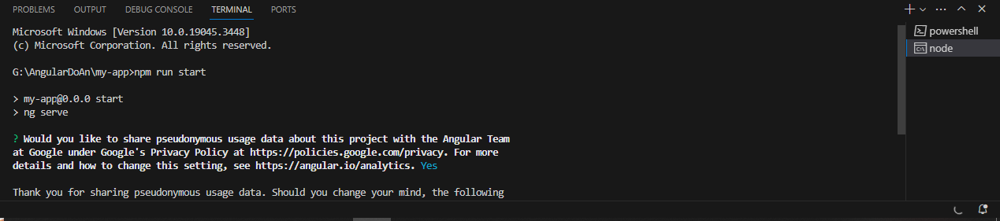 PROBLEMS OUTPUT DEBUG CONSOLE TERMINAL PORTS
Microsoft Windows [Version 10.0.19045.3448]
(c) Microsoft Corporation. All rights reserved.
G:\AngularDoAn\my-app>npm run start
> my-app@0.0.0 start
> ng serve
? Would you like to share pseudonymous usage data about this project with the Angular Team
at Google under Google's Privacy Policy at https://policies.google.com/privacy. For more
details and how to change this setting, see https://angular.io/analytics. Yes
Thank you for sharing pseudonymous usage data. Should you change your mind, the following
powershell
node